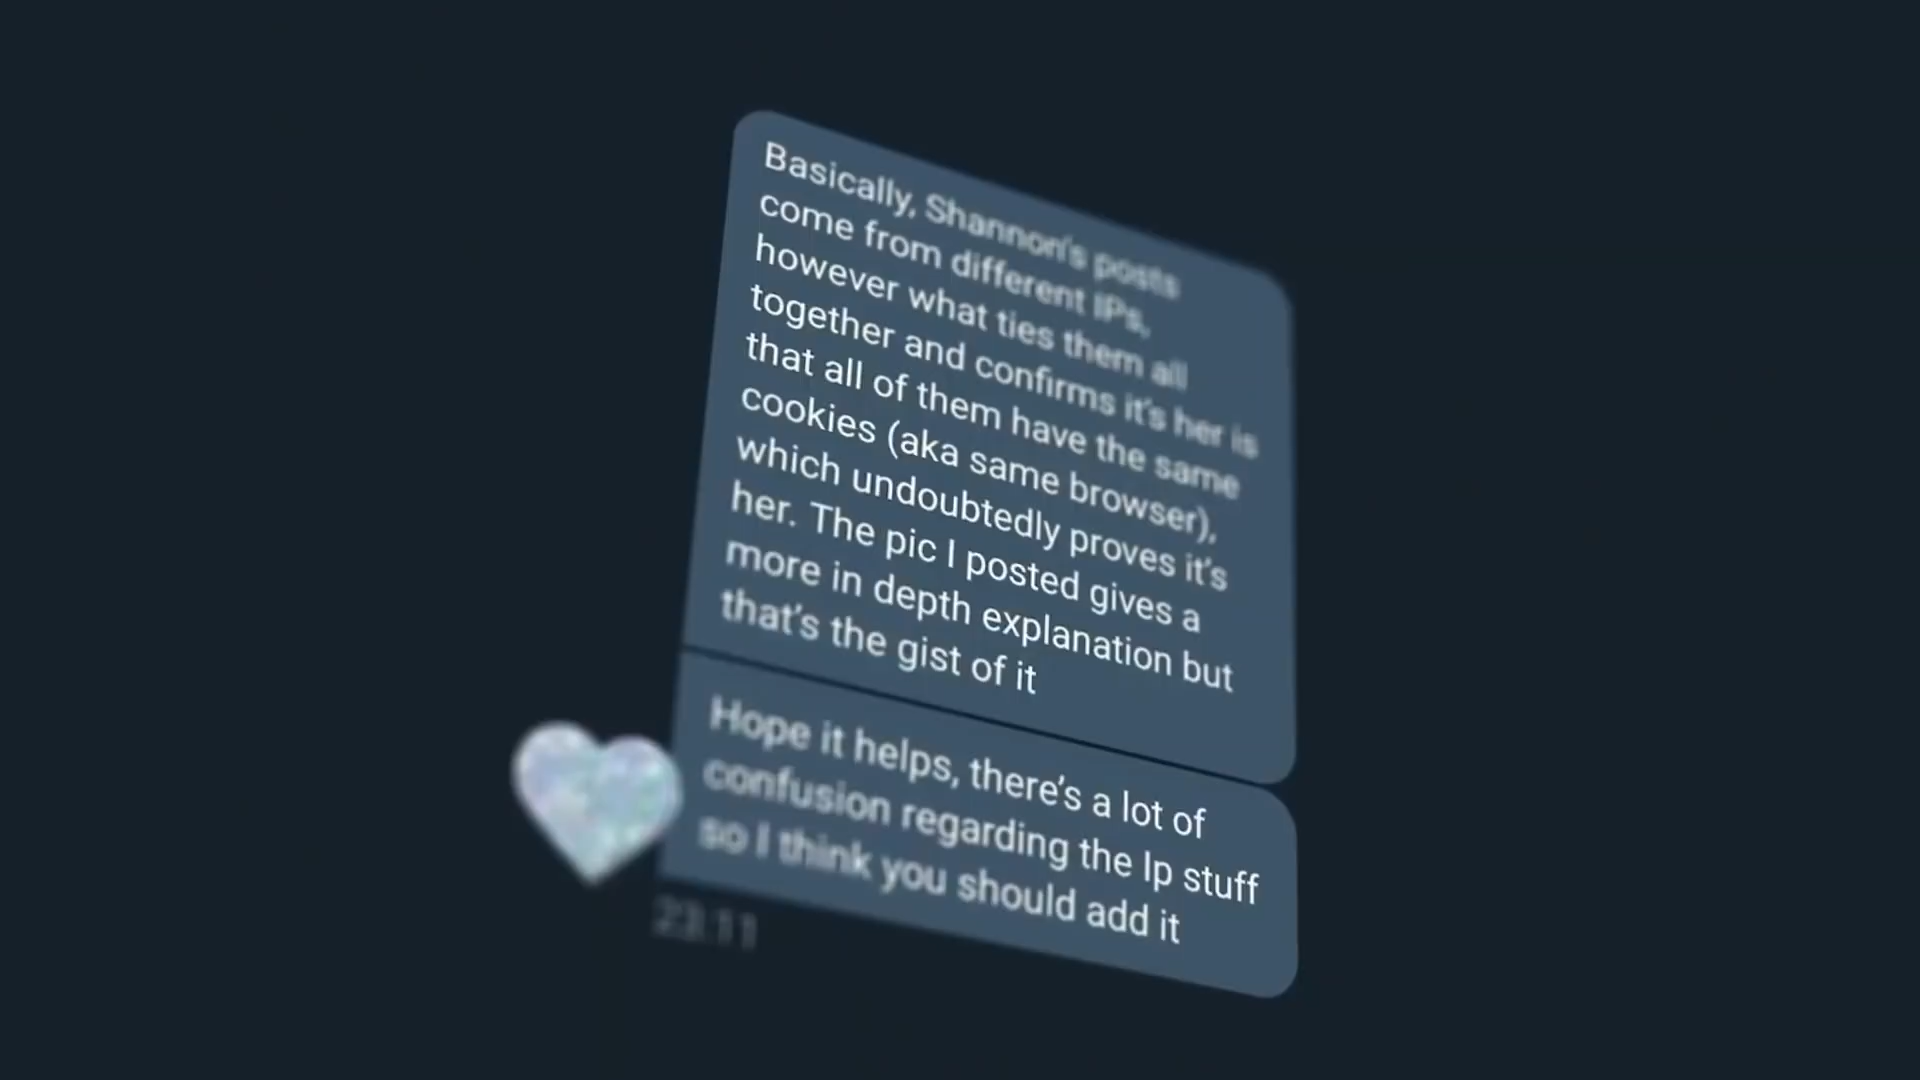 Basically, Shannon's posts
come from different IPs,
however what ties them all
together and confirms it's her is
that all of them have the same
cookies (aka same browser),
which undoubtedly proves it's
her. The pic I posted gives a
more in depth explanation but
that's the gist of it
Hope it helps, there's a lot of
confusion regarding the Ip stuff
so I think you should add it
23:11